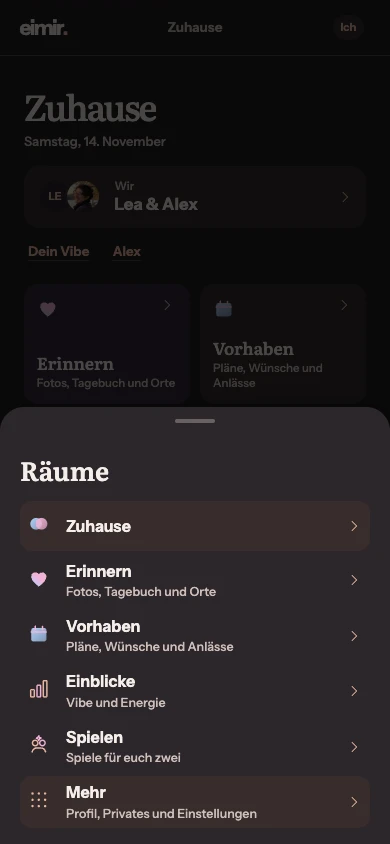 eimir.
Zuhause
Ich
Zuhause
Samstag, 14. November
LE
Wir
Lea & Alex
Dein Vibe
Alex
Erinnern
Fotos, Tagebuch und Orte
Vorhaben
Pläne, Wünsche und
Anlässe
Räume
Zuhause
Erinnern
Fotos, Tagebuch und Orte
Vorhaben
Pläne, Wünsche und Anlässe
Einblicke
Vibe und Energie
Spielen
Spiele für euch zwei
Mehr
Profil, Privates und Einstellungen